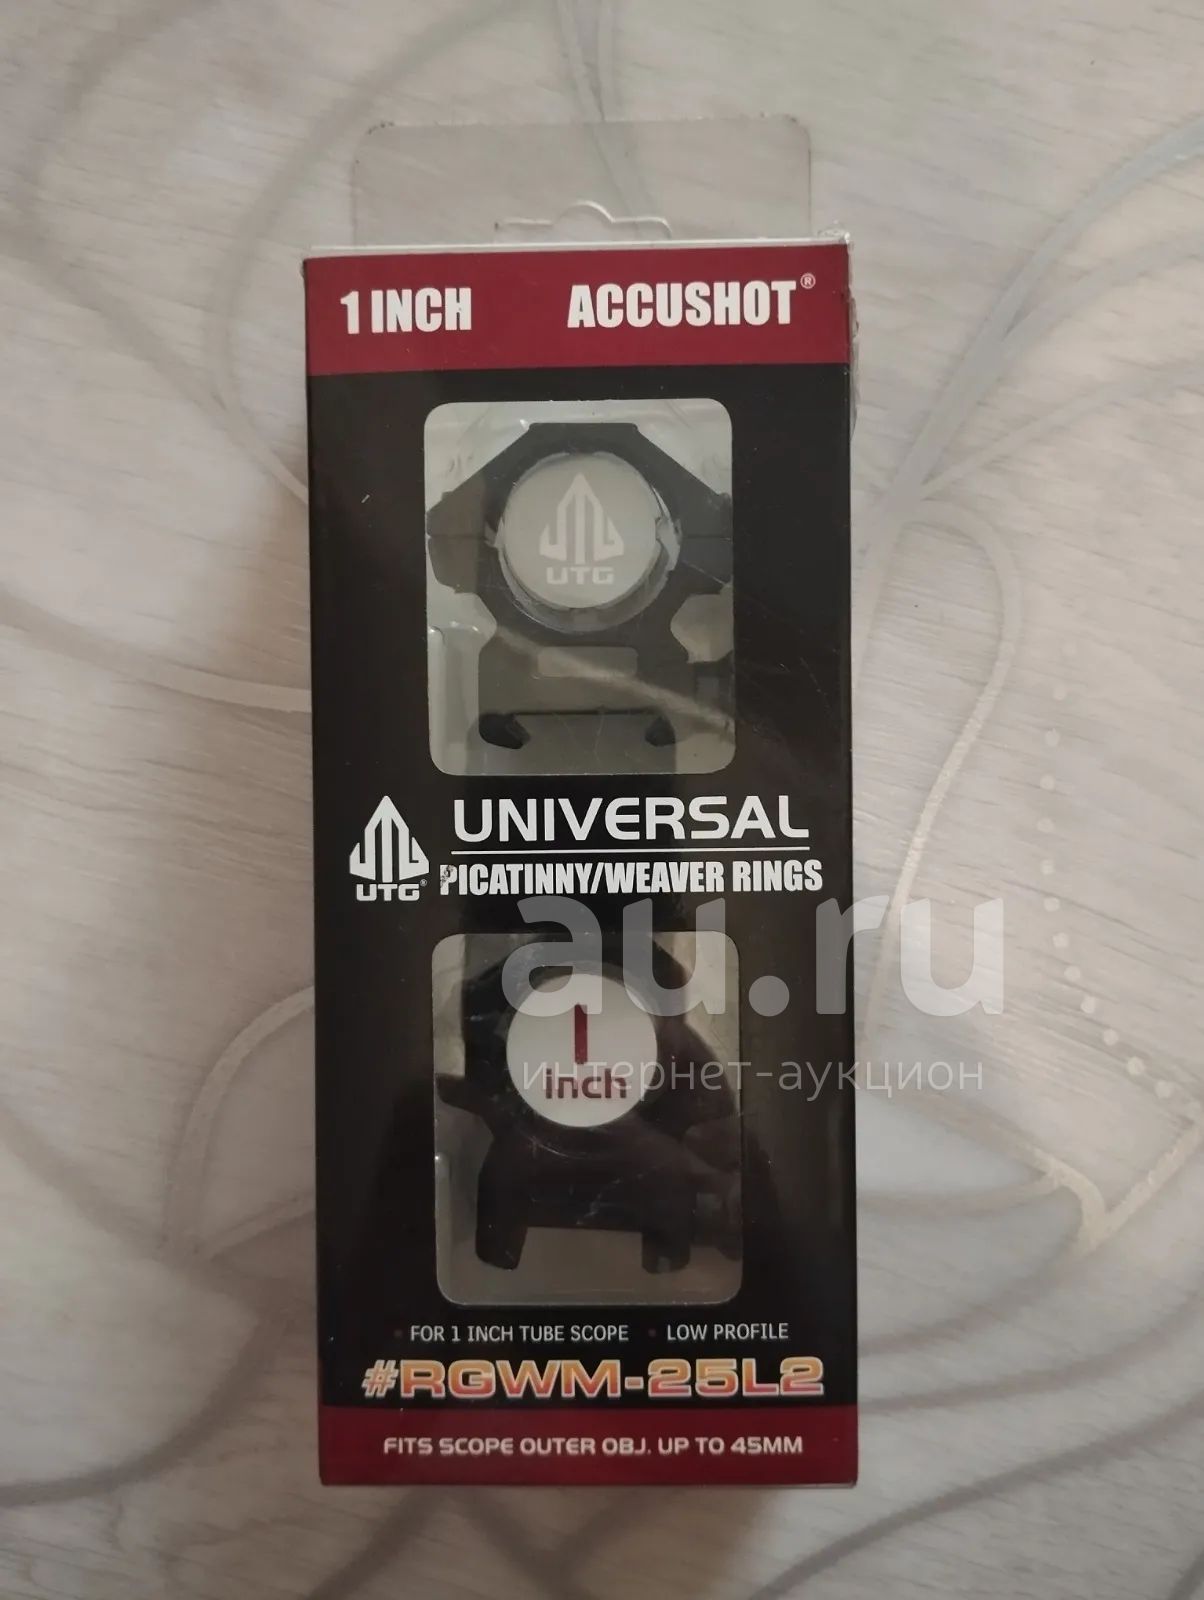 1 INCH ACCUSHOT®
UTG
UNIVERSAL
UTG® PICATINNY/WEAVER RINGS
au.ru
интернет-аукцион
1
inch
• FOR 1 INCH TUBE SCOPE • LOW PROFILE
#RGWM-25L2
FITS SCOPE OUTER OBJ. UP TO 45MM